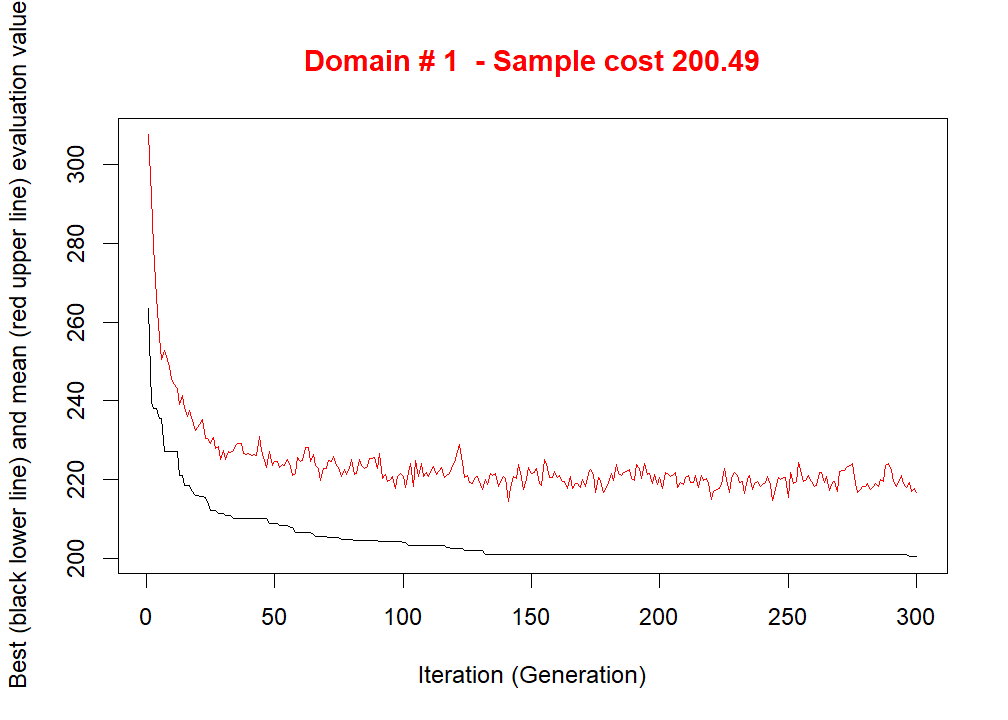 Domain # 1  - Sample cost 200.49
Best (black lower line) and mean (red upper line) evaluation value
300
280
260
240
220
200
0 50 100 150 200 250 300
Iteration (Generation)